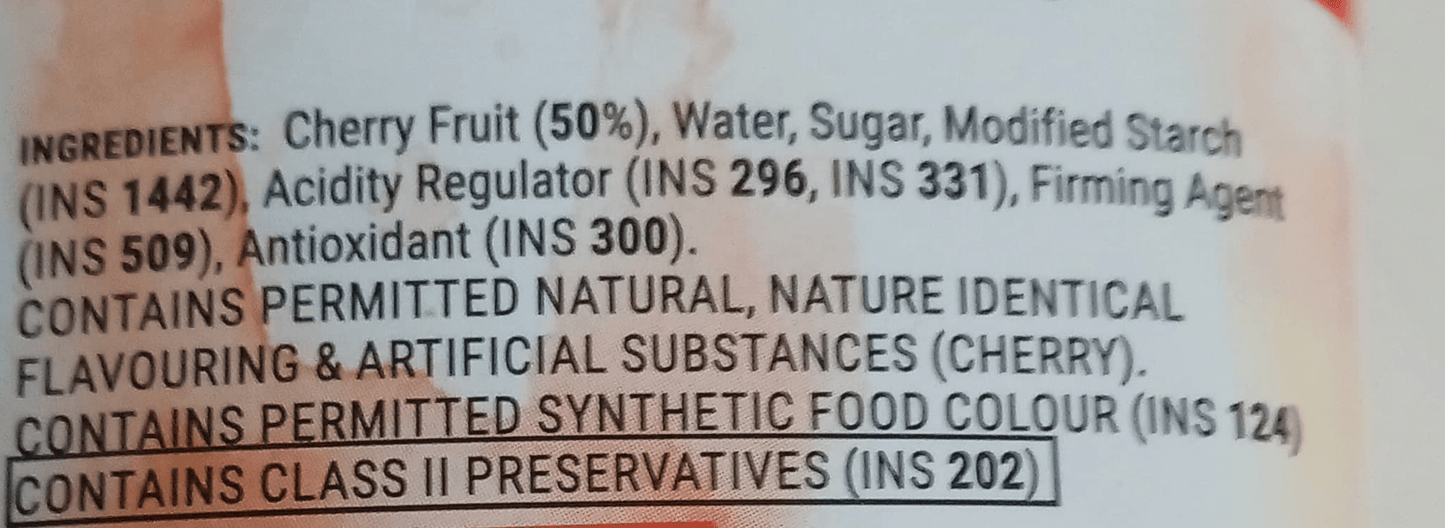 INGREDIENTS: Cherry Fruit (50%), Water, Sugar, Modified Starch
(INS 1442), Acidity Regulator (INS 296, INS 331), Firming Agent
(INS 509), Antioxidant (INS 300).
CONTAINS PERMITTED NATURAL, NATURE IDENTICAL
FLAVOURING & ARTIFICIAL SUBSTANCES (CHERRY).
CONTAINS PERMITTED SYNTHETIC FOOD COLOUR (INS 124)
CONTAINS CLASS II PRESERVATIVES (INS 202)